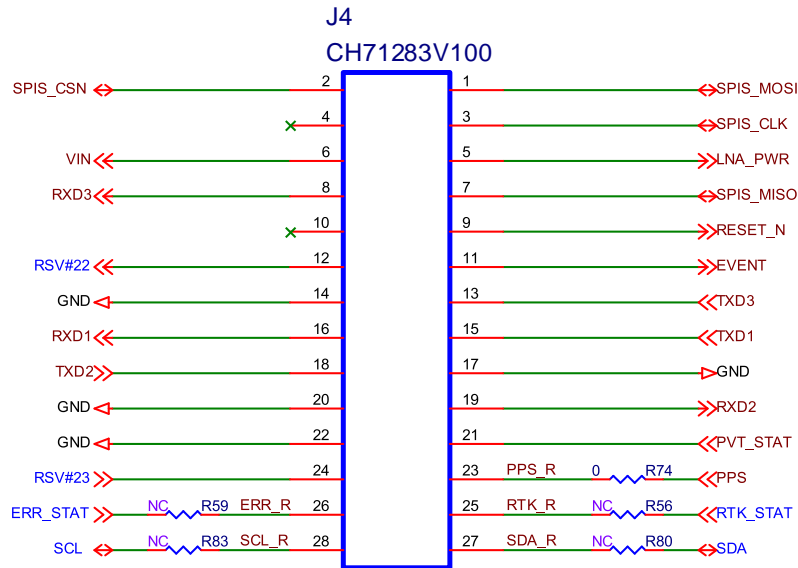 J4
CH71283V100
SPIS_CSN 2 1 SPIS_MOSI
4 3 SPIS_CLK
VIN 6 5 LNA_PWR
RXD3 8 7 SPIS_MISO
10 9 RESET_N
RSV#22 12 11 EVENT
GND 14 13 TXD3
RXD1 16 15 TXD1
TXD2 18 17 GND
GND 20 19 RXD2
GND 22 21 PVT_STAT
RSV#23 24 23 PPS_R 0 R74 PPS
ERR_STAT NC R59 ERR_R 26 25 RTK_R NC R56 RTK_STAT
SCL NC R83 SCL_R 28 27 SDA_R NC R80 SDA